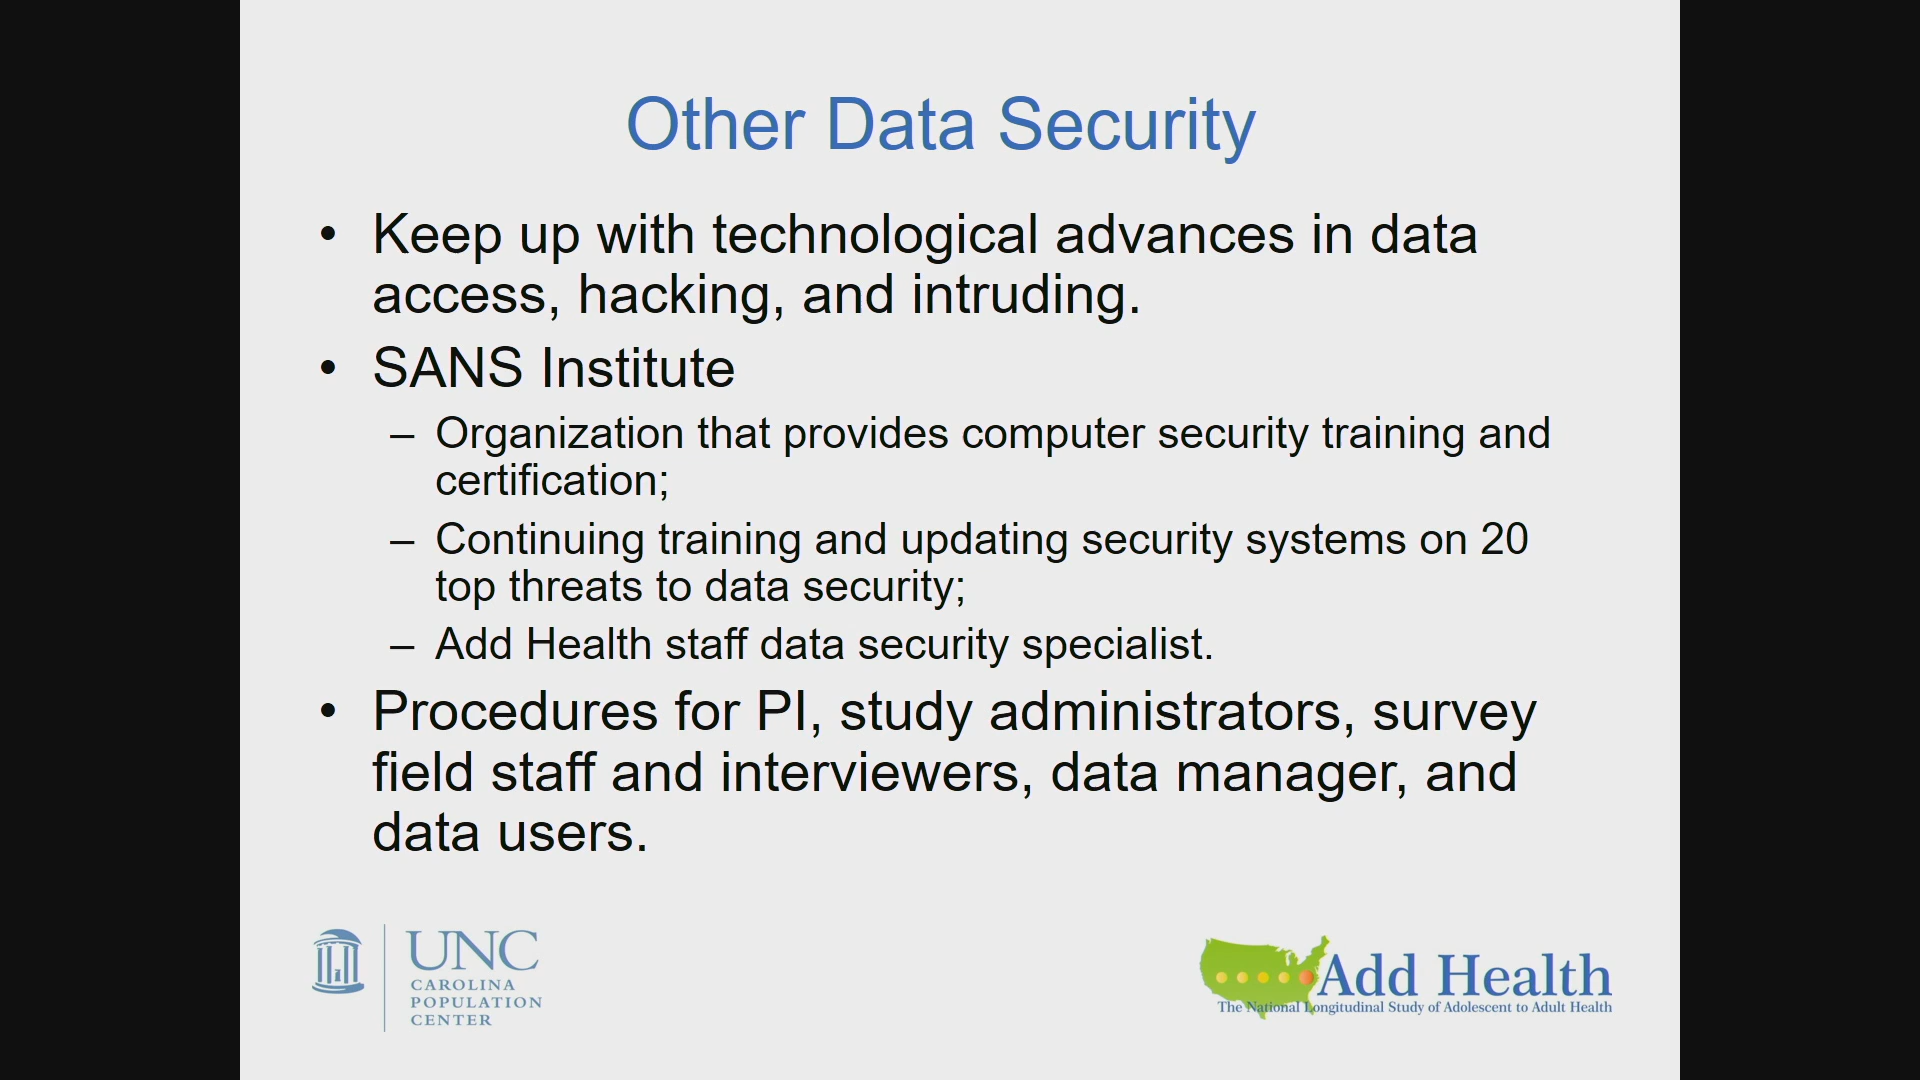 Other Data Security
• Keep up with technological advances in data
access, hacking, and intruding.
• SANS Institute
– Organization that provides computer security training and
certification;
– Continuing training and updating security systems on 20
top threats to data security;
– Add Health staff data security specialist.
• Procedures for PI, study administrators, survey
field staff and interviewers, data manager, and
data users.
UNC
CAROLINA
POPULATION
CENTER
Add Health
The National Longitudinal Study of Adolescent to Adult Health